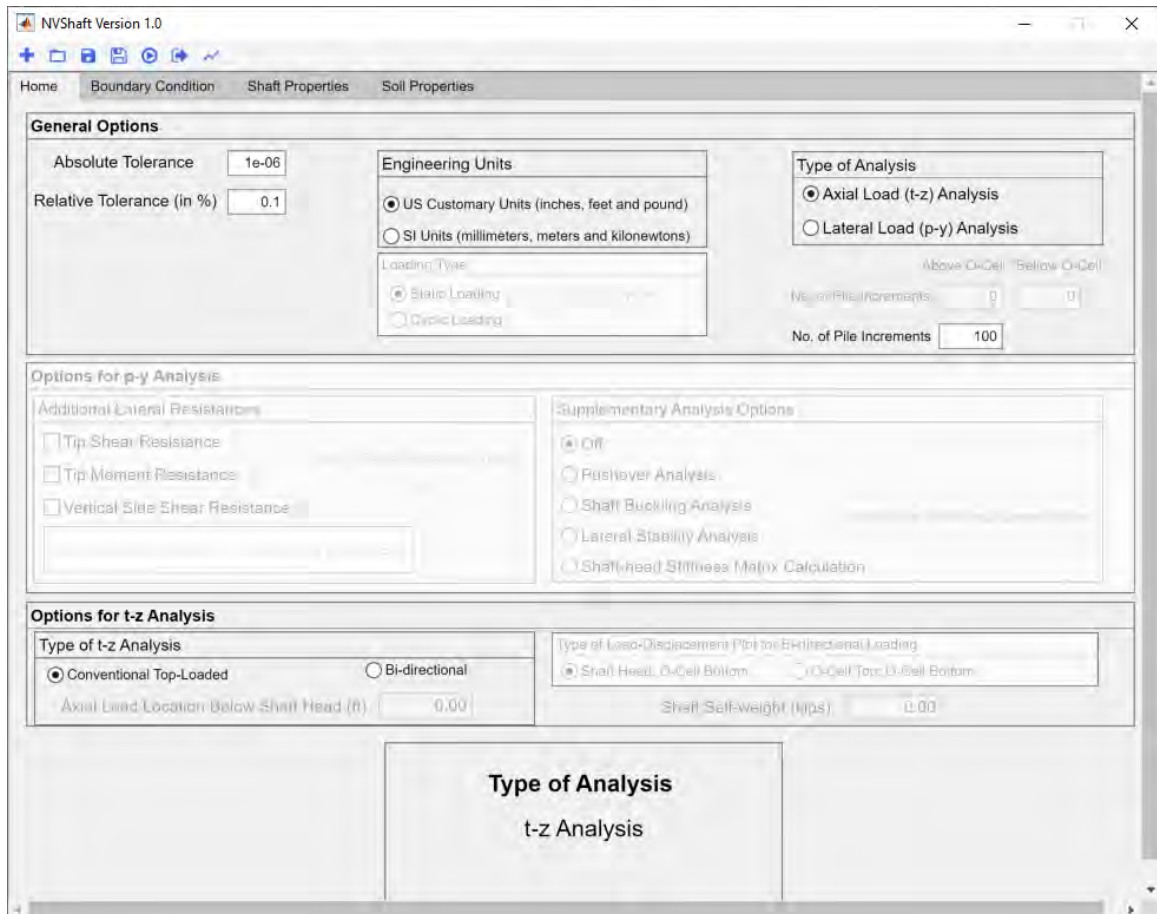 NVShaft Version 1.0
Home Boundary Condition Shaft Properties Soil Properties
General Options
Absolute Tolerance 1e-06
Relative Tolerance (in %) 0.1
Engineering Units
US Customary Units (inches, feet and pound)
SI Units (millimeters, meters and kilonewtons)
Loading Type
Static Loading
Cyclic Loading
Type of Analysis
Axial Load (t-z) Analysis
Lateral Load (p-y) Analysis
Above O-Cell Bellow O-Cell
No. of Pile Increments 0 0
No. of Pile Increments 100
Options for p-y Analysis
Additional Lateral Resistances
Tip Shear Resistance
Tip Moment Resistance
Vertical Side Shear Resistance
Supplementary Analysis Options
Off
Pushover Analysis
Shaft Buckling Analysis
Lateral Stability Analysis
Shaft-head Stiffness Matrix Calculation
Options for t-z Analysis
Type of t-z Analysis
Conventional Top-Loaded Bi-directional
Axial Load Location Below Shaft Head (ft) 0.00
Type of Load-Displacement Plot for Bi-directional Loading
Shaft Head, O-Cell Bottom O-Cell Top, O-Cell Bottom
Shaft Self-weight (kips) 0.00
Type of Analysis
t-z Analysis